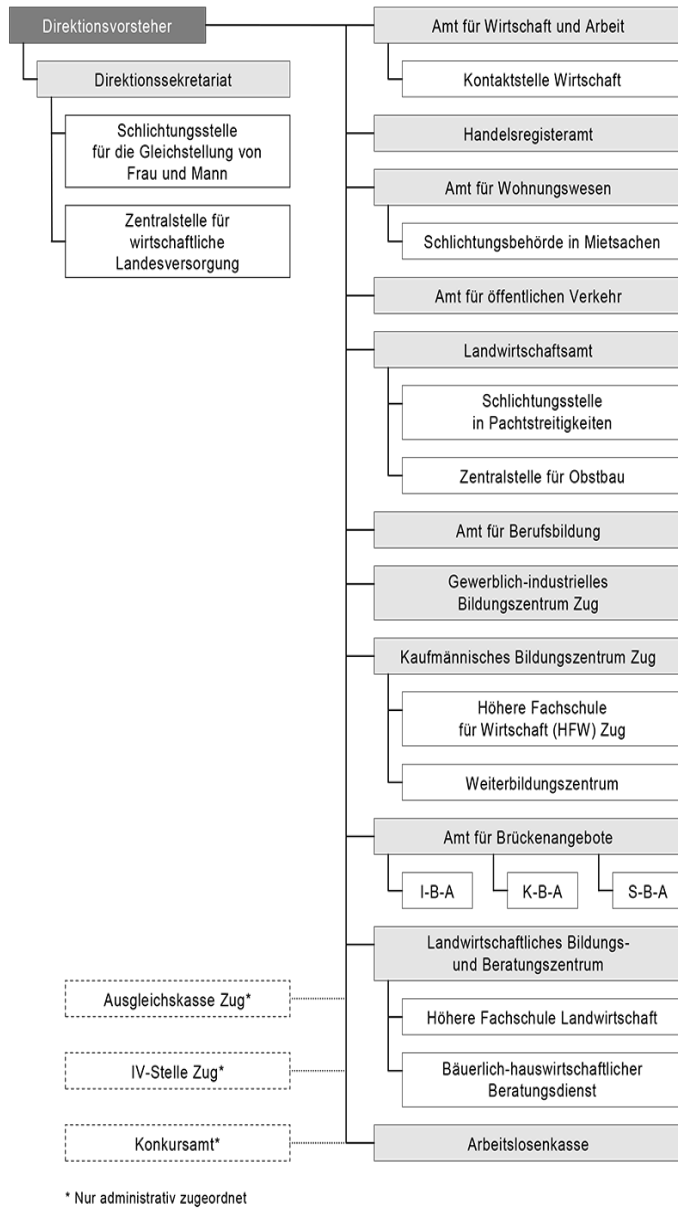 Direktionsvorsteher
Direktionssekretariat
Schlichtungsstelle
für die Gleichstellung von
Frau und Mann
Zentralstelle für
wirtschaftliche
Landesversorgung
Amt für Wirtschaft und Arbeit
Kontaktstelle Wirtschaft
Handelsregisteramt
Amt für Wohnungswesen
Schlichtungsbehörde in Mietsachen
Amt für öffentlichen Verkehr
Landwirtschaftsamt
Schlichtungsstelle
in Pachtstreitigkeiten
Zentralstelle für Obstbau
Amt für Berufsbildung
Gewerblich-industrielles
Bildungszentrum Zug
Kaufmännisches Bildungszentrum Zug
Höhere Fachschule
für Wirtschaft (HFW) Zug
Weiterbildungszentrum
Amt für Brückenangebote
I-B-A
K-B-A
S-B-A
Landwirtschaftliches Bildungs-
und Beratungszentrum
Höhere Fachschule Landwirtschaft
Bäuerlich-hauswirtschaftlicher
Beratungsdienst
Arbeitslosenkasse
Ausgleichskasse Zug*
IV-Stelle Zug*
Konkursamt*
* Nur administrativ zugeordnet